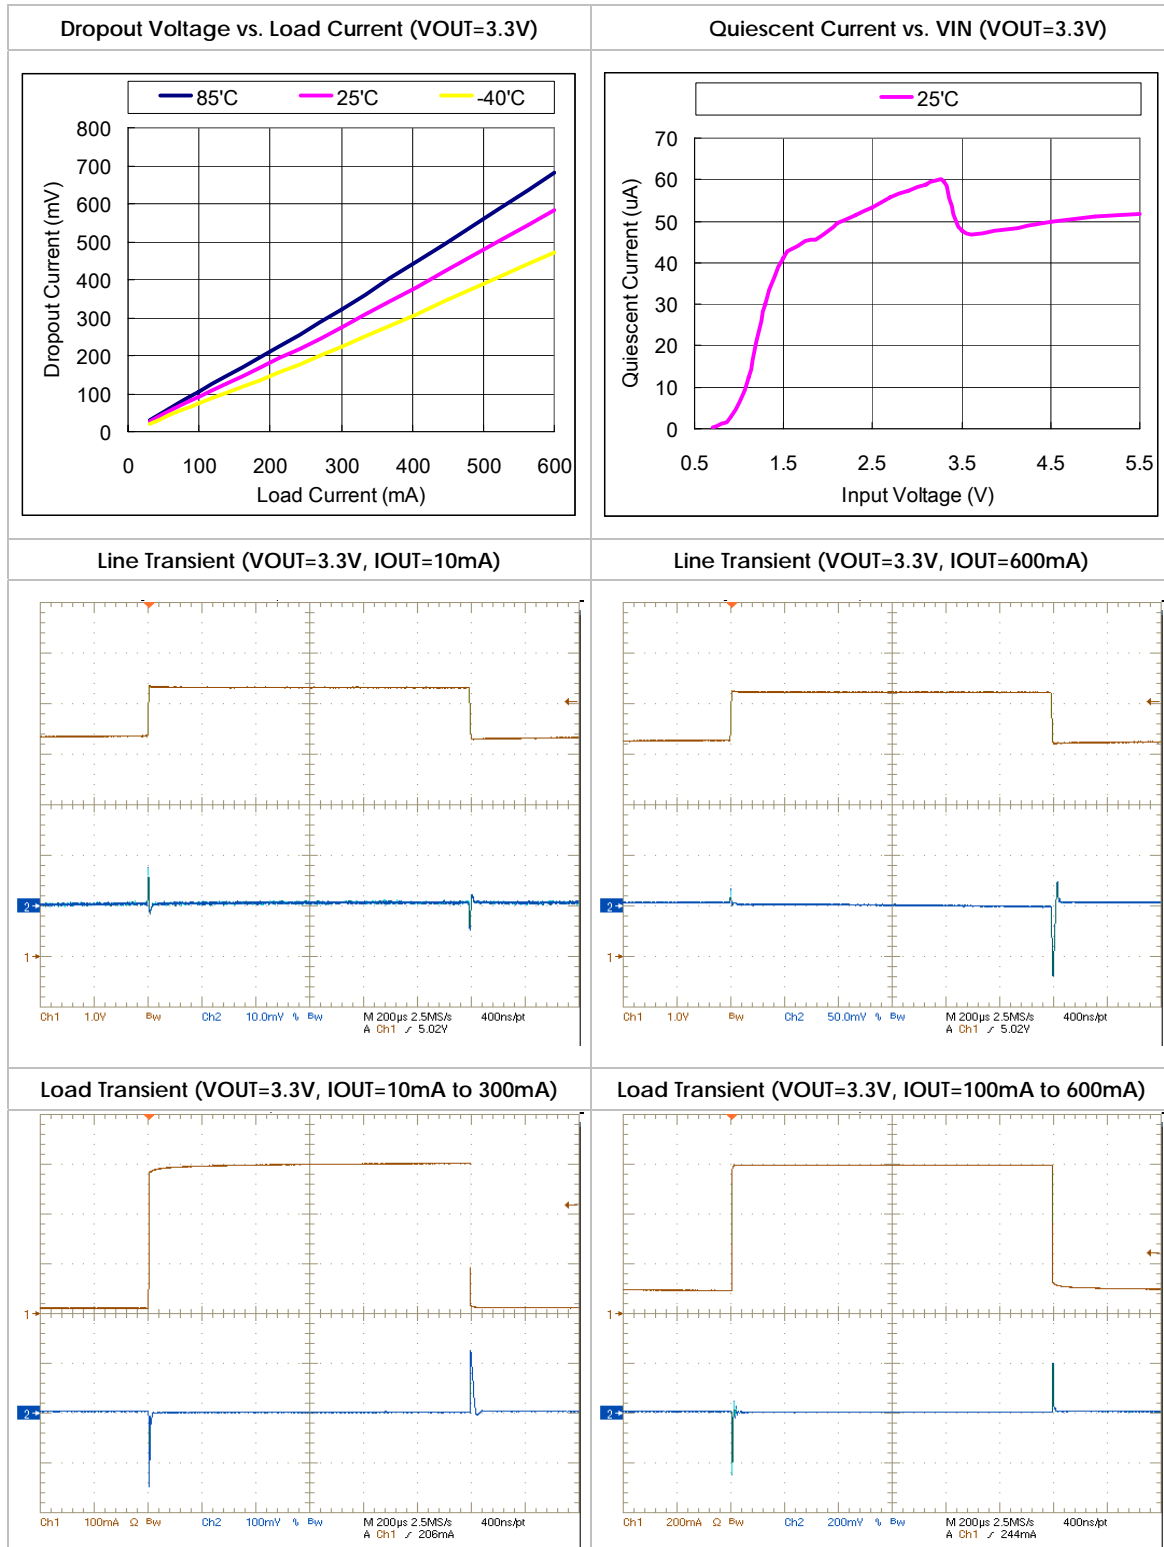 Dropout Voltage vs. Load Current (VOUT=3.3V)
Quiescent Current vs. VIN (VOUT=3.3V)
85'C 25'C -40'C
800
700
600
500
400
300
200
100
0
Dropout Current (mV)
0 100 200 300 400 500 600
Load Current (mA)
25'C
70
60
50
40
30
20
10
0
Quiescent Current (uA)
0.5 1.5 2.5 3.5 4.5 5.5
Input Voltage (V)
Line Transient (VOUT=3.3V, IOUT=10mA)
Line Transient (VOUT=3.3V, IOUT=600mA)
2
1
Ch1 1.0V Bw Ch2 10.0mV % Bw M 200µs 2.5MS/s 400ns/pt
A Ch1 / 5.02V
2
1
Ch1 1.0V Bw Ch2 50.0mV % Bw M 200µs 2.5MS/s 400ns/pt
A Ch1 / 5.02V
Load Transient (VOUT=3.3V, IOUT=10mA to 300mA)
Load Transient (VOUT=3.3V, IOUT=100mA to 600mA)
1
2
Ch1 100mA Ω Bw Ch2 100mV % Bw M 200µs 2.5MS/s 400ns/pt
A Ch1 / 206mA
1
2
Ch1 200mA Ω Bw Ch2 200mV % Bw M 200µs 2.5MS/s 400ns/pt
A Ch1 / 244mA